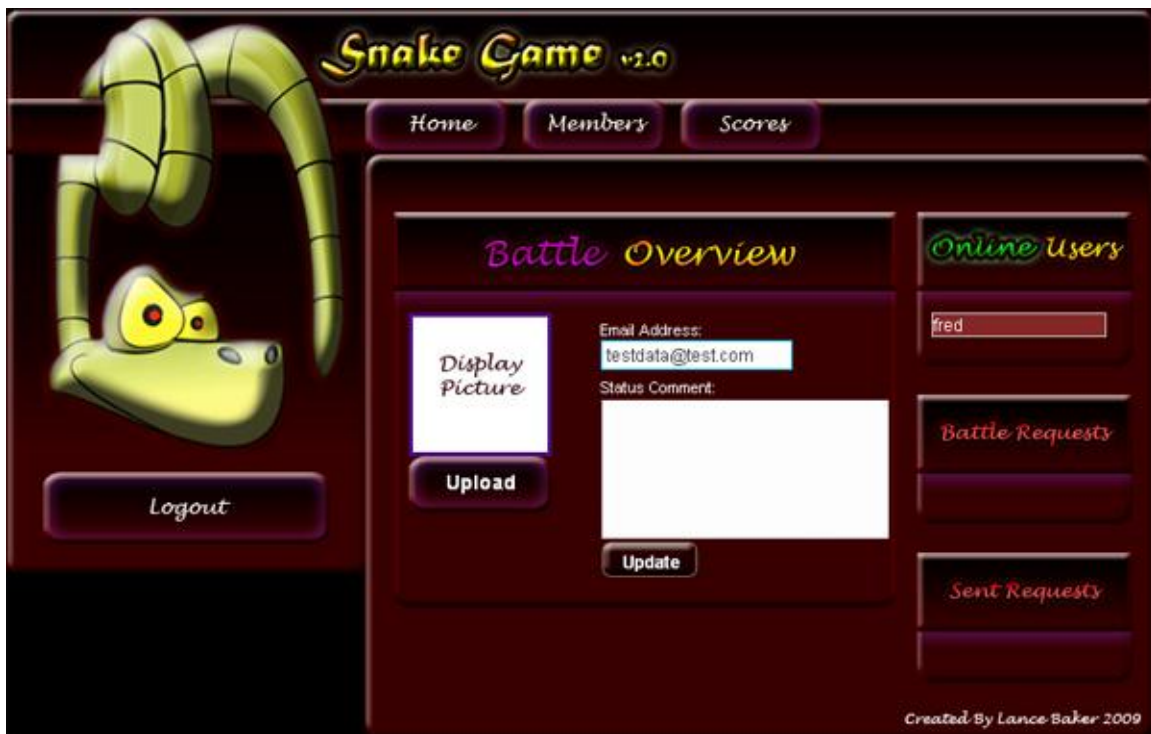 Snake Game v2.0
Home Members Scores
Battle Overview
Display
Picture
Upload
Email Address:
testdata@test.com
Status Comment:
Update
Online Users
fred
Battle Requests
Sent Requests
Logout
Created By Lance Baker 2009